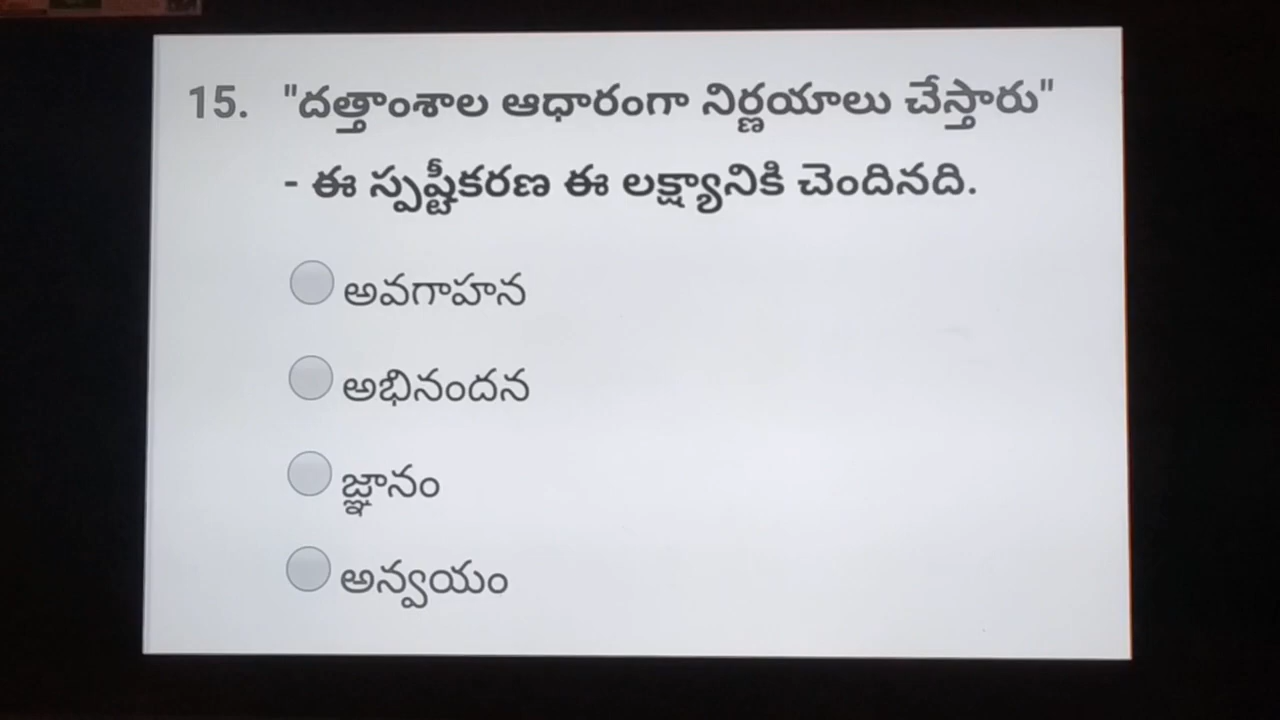 15. "దత్తాంశాల ఆధారంగా నిర్ణయాలు చేస్తారు"
- ఈ స్పష్టీకరణ ఈ లక్ష్యానికి చెందినది.
అవగాహన
అభినందన
జ్ఞానం
అన్వయం